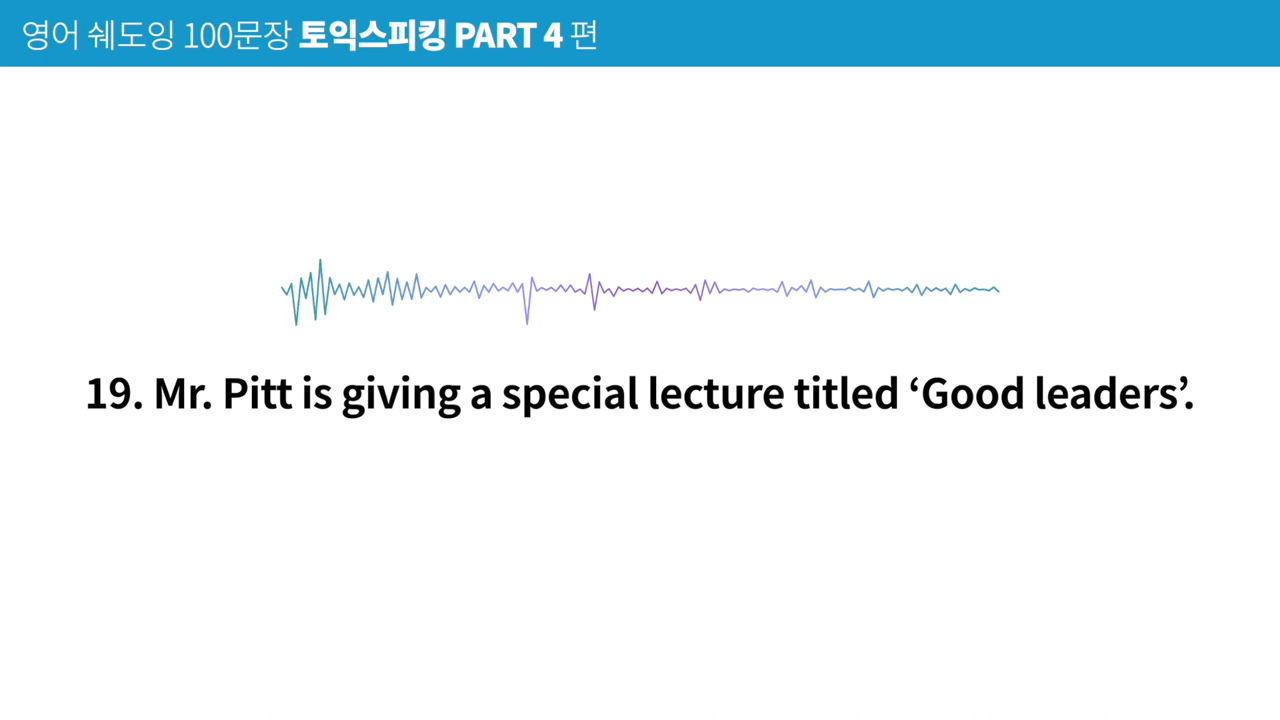 영어 쉐도잉 100문장 토익스피킹 PART 4 편
19. Mr. Pitt is giving a special lecture titled ‘Good leaders’.